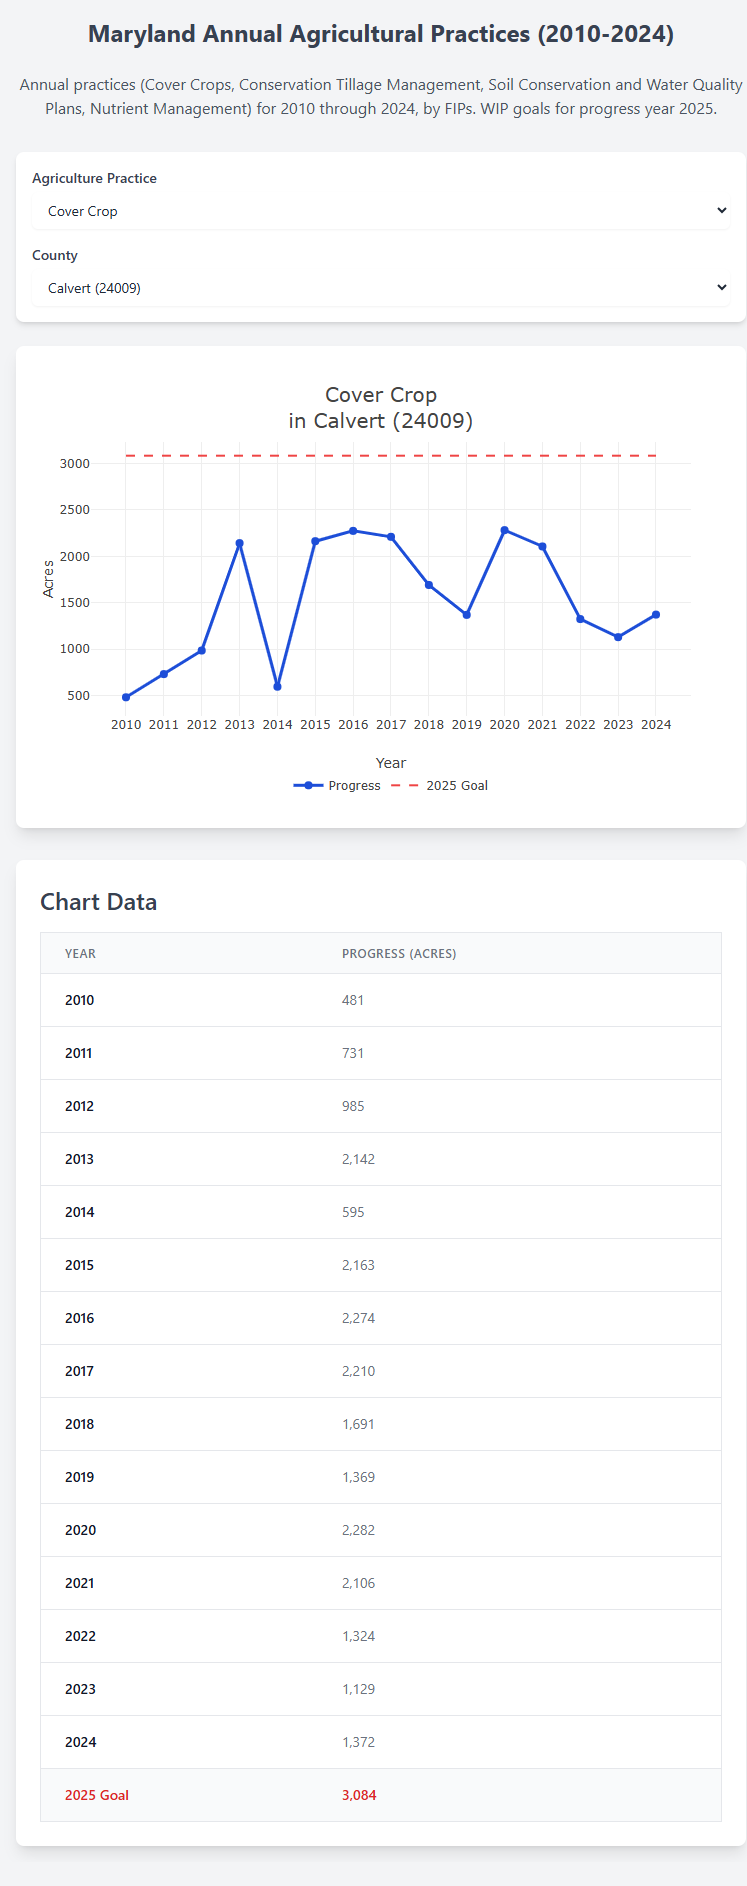 Maryland Annual Agricultural Practices (2010-2024)
Annual practices (Cover Crops, Conservation Tillage Management, Soil Conservation and Water Quality
Plans, Nutrient Management) for 2010 through 2024, by FIPs. WIP goals for progress year 2025.
Agriculture Practice
Cover Crop
County
Calvert (24009)
Cover Crop
in Calvert (24009)
3000
2500
2000
1500
1000
500
Acres
2010 2011 2012 2013 2014 2015 2016 2017 2018 2019 2020 2021 2022 2023 2024
Year
Progress 2025 Goal
Chart Data
YEAR PROGRESS (ACRES)
2010 481
2011 731
2012 985
2013 2,142
2014 595
2015 2,163
2016 2,274
2017 2,210
2018 1,691
2019 1,369
2020 2,282
2021 2,106
2022 1,324
2023 1,129
2024 1,372
2025 Goal 3,084